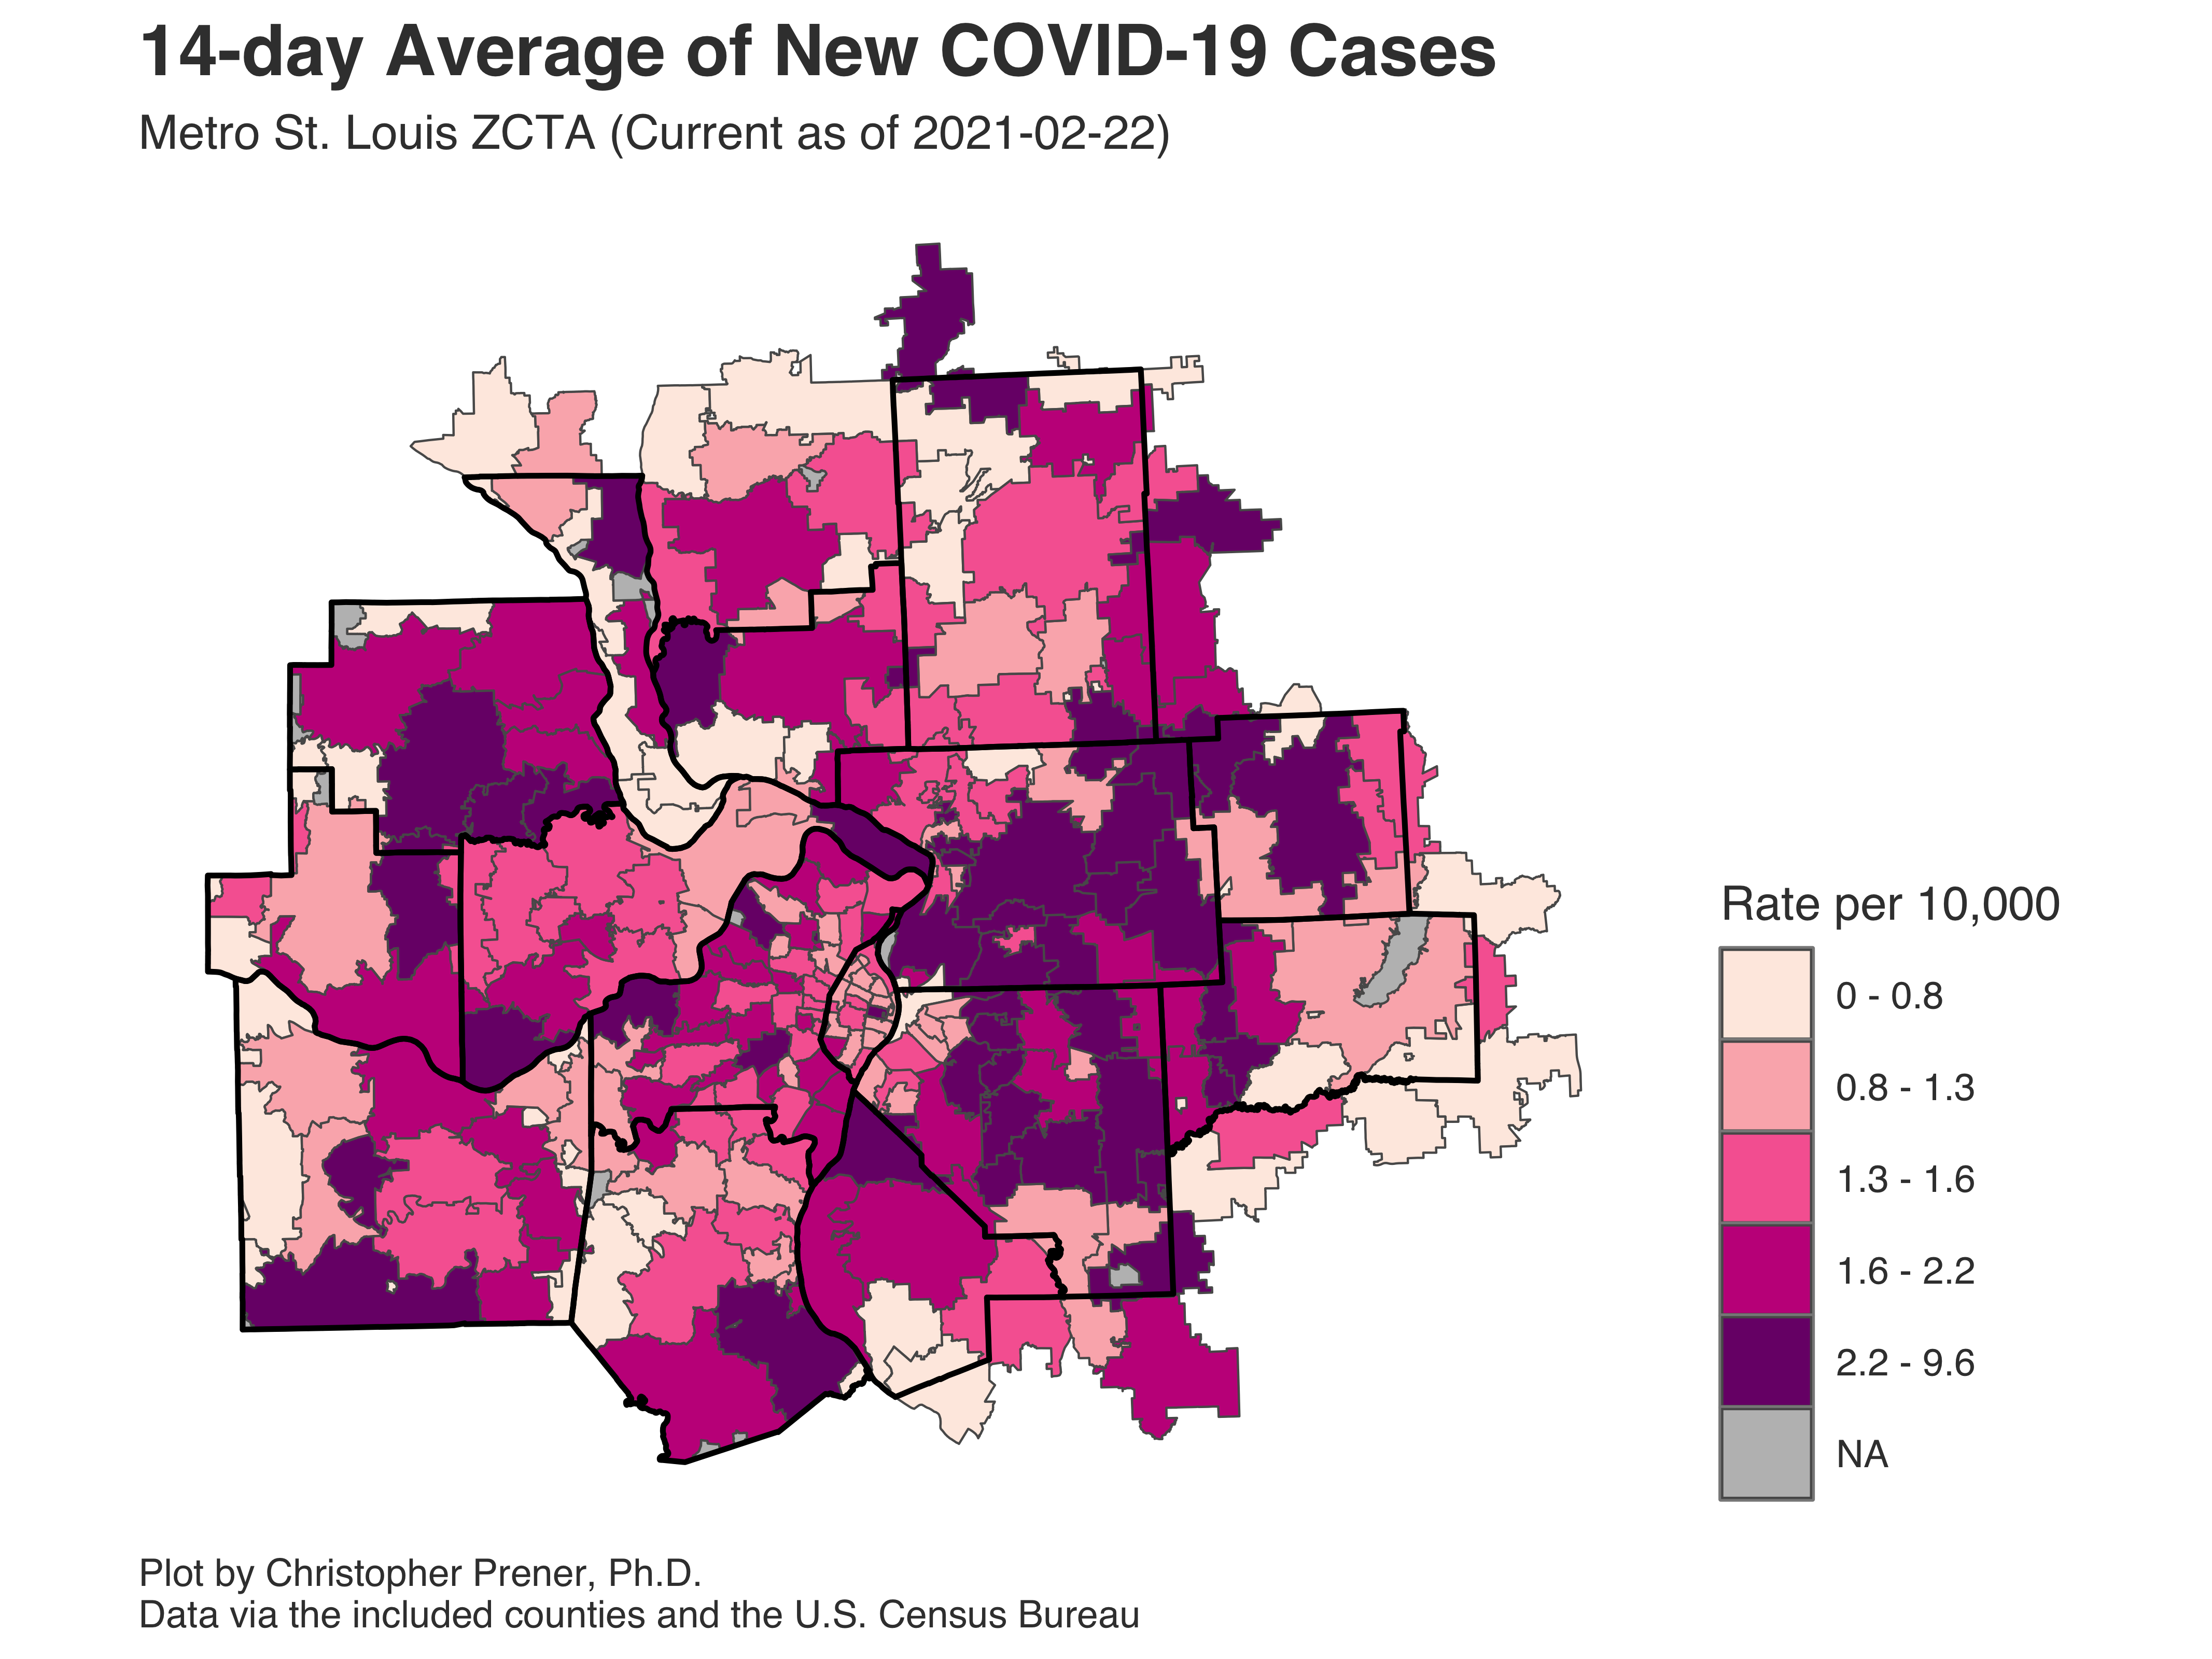 14-day Average of New COVID-19 Cases
Metro St. Louis ZCTA (Current as of 2021-02-22)
Rate per 10,000
0 - 0.8
0.8 - 1.3
1.3 - 1.6
1.6 - 2.2
2.2 - 9.6
NA
Plot by Christopher Prener, Ph.D.
Data via the included counties and the U.S. Census Bureau